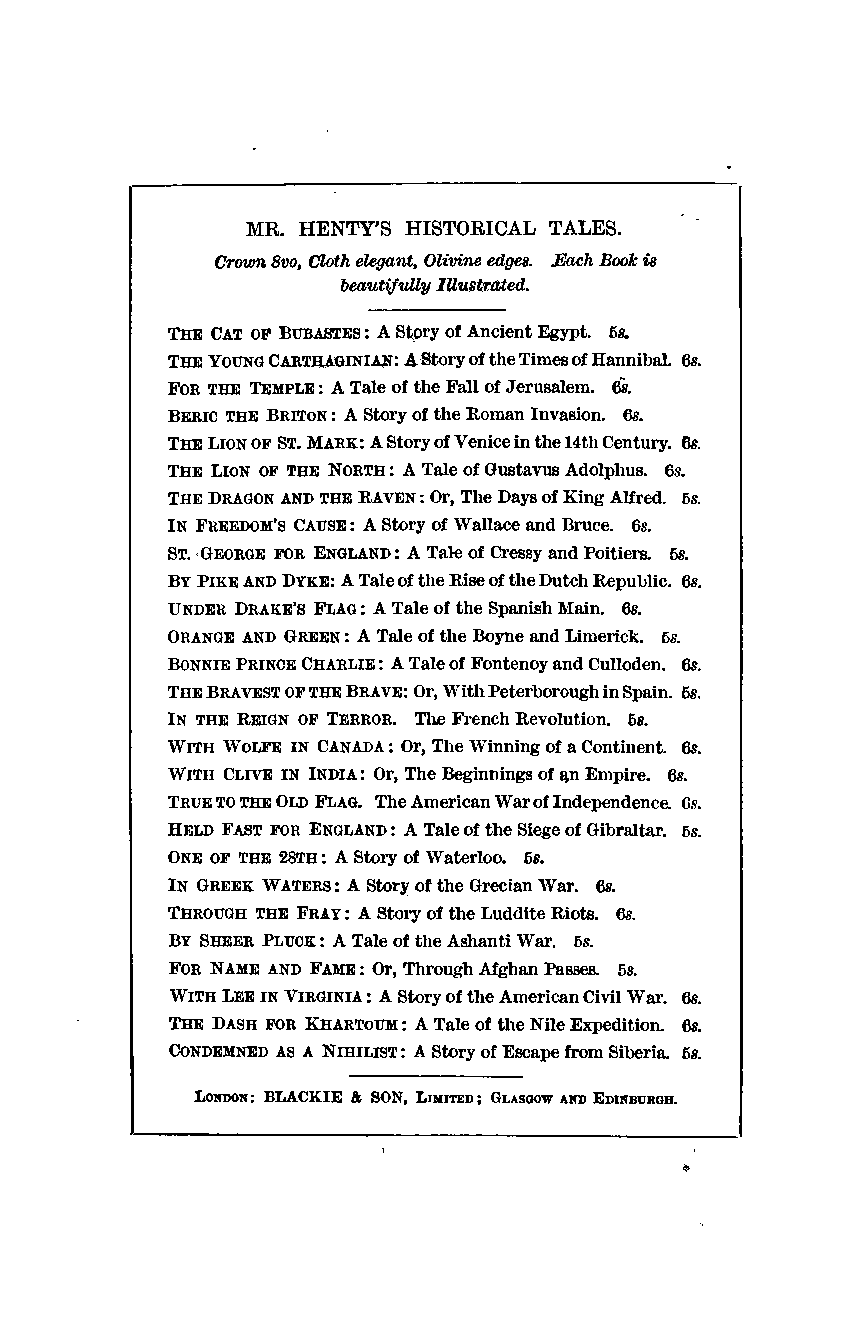 MR. HENTY'S HISTORICAL TALES.
Crown 8vo, Cloth elegant, Olivine edges. Each Book is
beautifully Illustrated.
THE CAT OF BUBASTES: A Story of Ancient Egypt. 5s.
THE YOUNG CARTHAGINIAN: A Story of the Times of Hannibal. 6s.
FOR THE TEMPLE: A Tale of the Fall of Jerusalem. 6s.
BERIC THE BRITON: A Story of the Roman Invasion. 6s.
THE LION OF ST. MARK: A Story of Venice in the 14th Century. 6s.
THE LION OF THE NORTH: A Tale of Gustavus Adolphus. 6s.
THE DRAGON AND THE RAVEN: Or, The Days of King Alfred. 5s.
IN FREEDOM'S CAUSE: A Story of Wallace and Bruce. 6s.
ST. GEORGE FOR ENGLAND: A Tale of Cressy and Poitiers. 5s.
BY PIKE AND DYKE: A Tale of the Rise of the Dutch Republic. 6s.
UNDER DRAKE'S FLAG: A Tale of the Spanish Main. 6s.
ORANGE AND GREEN: A Tale of the Boyne and Limerick. 5s.
BONNIE PRINCE CHARLIE: A Tale of Fontenoy and Culloden. 6s.
THE BRAVEST OF THE BRAVE: Or, With Peterborough in Spain. 5s.
IN THE REIGN OF TERROR. The French Revolution. 5s.
WITH WOLFE IN CANADA: Or, The Winning of a Continent. 6s.
WITH CLIVE IN INDIA: Or, The Beginnings of an Empire. 6s.
TRUE TO THE OLD FLAG. The American War of Independence. 6s.
HELD FAST FOR ENGLAND: A Tale of the Siege of Gibraltar. 5s.
ONE OF THE 28TH: A Story of Waterloo. 5s.
IN GREEK WATERS: A Story of the Grecian War. 6s.
THROUGH THE FRAY: A Story of the Luddite Riots. 6s.
BY SHEER PLUCK: A Tale of the Ashanti War. 5s.
FOR NAME AND FAME: Or, Through Afghan Passes. 5s.
WITH LEE IN VIRGINIA: A Story of the American Civil War. 6s.
THE DASH FOR KHARTOUM: A Tale of the Nile Expedition. 6s.
CONDEMNED AS A NIHILIST: A Story of Escape from Siberia. 5s.
LONDON: BLACKIE & SON, LIMITED; GLASGOW AND EDINBURGH.